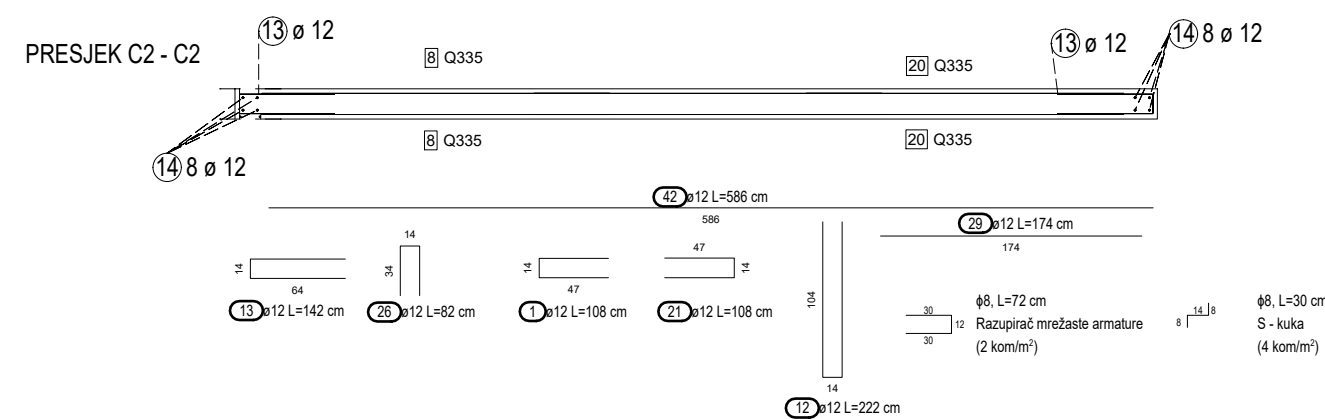 PRESJEK C2 - C2
13 ø 12
8 Q335
20 Q335
13 ø 12
14 8 ø 12
8 Q335
20 Q335
14 8 ø 12
42 ø12 L=586 cm
586
29 ø12 L=174 cm
174
14
64
13 ø12 L=142 cm
14
34
26 ø12 L=82 cm
14
47
1 ø12 L=108 cm
47
14
21 ø12 L=108 cm
104
14
12 ø12 L=222 cm
30
12
30
ϕ8, L=72 cm
Razupirač mrežaste armature
(2 kom/m²)
8
14
8
ϕ8, L=30 cm
S - kuka
(4 kom/m²)